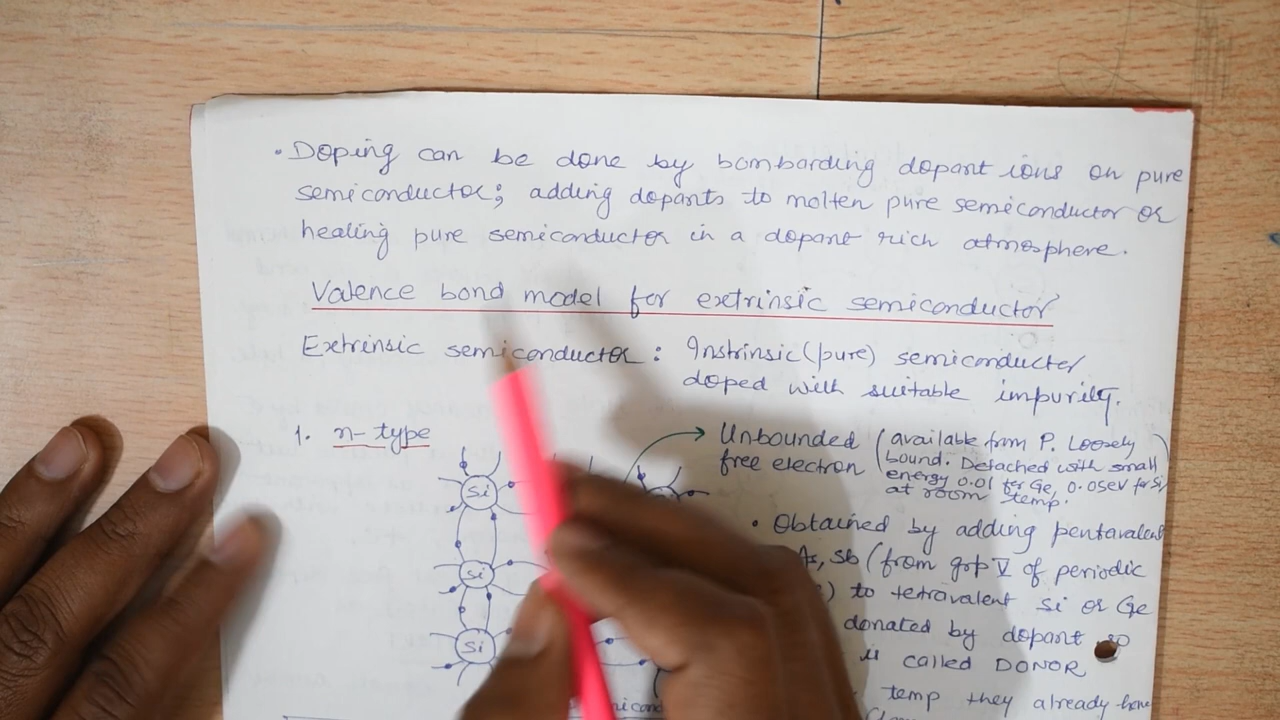 • Doping can be done by bombarding dopant ions on pure
semiconductor; adding dopants to molten pure semiconductor or
heating pure semiconductor in a dopant rich atmosphere.
Valence bond model for extrinsic semiconductor
Extrinsic semiconductor : Instrinsic (pure) semiconductor
doped with suitable impurity.
1. n-type
Unbounded
free electron
(available from P. Loosely
bound. Detached with small
energy 0.01 for Ge, 0.05eV for Si
at room temp.
Si
Si
Si
• Obtained by adding pentavalent
As, Sb (from grp V of periodic
) to tetravalent Si or Ge
donated by dopant so
is called DONOR
temp they already have